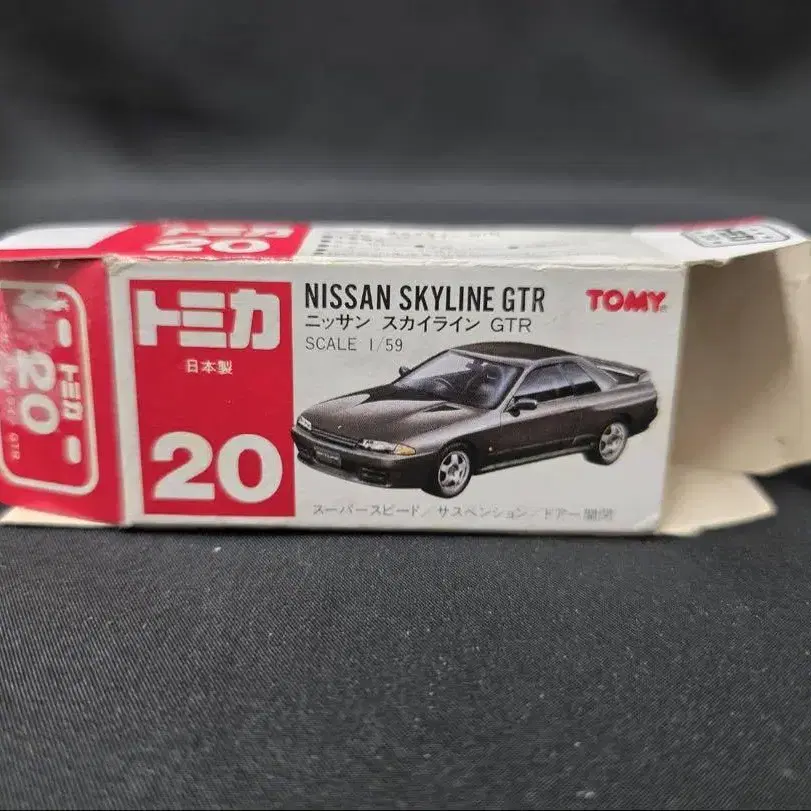 20
トミカ
20
トミカ
日本製
20
NISSAN SKYLINE GTR
ニッサン スカイライン GTR
SCALE 1/59
TOMY
スーパースピード/サスペンション/ドアー開閉